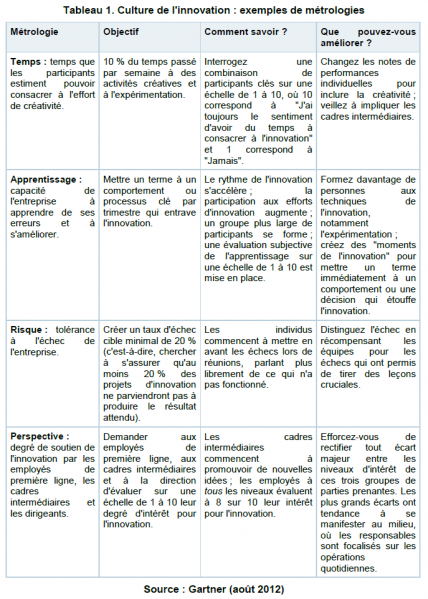 Tableau 1. Culture de l'innovation : exemples de métrologies
Métrologie
Objectif
Comment savoir ?
Que pouvez-vous
améliorer ?
Temps : temps que
les participants
estiment pouvoir
consacrer à l'effort
de créativité.
10 % du temps passé
par semaine à des
activités créatives et
à l'expérimentation.
Interrogez une
combinaison de
participants clés sur une
échelle de 1 à 10, où 10
correspond à "J'ai
toujours le sentiment
d'avoir du temps à
consacrer à l'innovation"
et 1 correspond à
"Jamais".
Changez les notes de
performances
individuelles pour
inclure la créativité ;
veillez à impliquer les
cadres intermédiaires.
Apprentissage :
capacité de
l'entreprise à
apprendre de ses
erreurs et à
s'améliorer.
Mettre un terme à un
comportement ou
processus clé par
trimestre qui entrave
l'innovation.
Le rythme de l'innovation
s'accélère ; la
participation aux efforts
d'innovation augmente ;
un groupe plus large de
participants se forme ;
une évaluation subjective
de l'apprentissage sur
une échelle de 1 à 10 est
mise en place.
Formez davantage de
personnes aux
techniques de
l'innovation,
notamment
l'expérimentation ;
créez des "moments
de l'innovation" pour
mettre un terme
immédiatement à un
comportement ou une
décision qui étouffe
l'innovation.
Risque : tolérance
à l'échec de
l'entreprise.
Créer un taux d'échec
cible minimal de 20 %
(c'est-à-dire, chercher
à s'assurer qu'au
moins 20 % des
projets d'innovation
ne parviendront pas à
produire le résultat
attendu).
Les individus
commencent à mettre en
avant les échecs lors de
réunions, parlant plus
librement de ce qui n'a
pas fonctionné.
Distinguez l'échec en
récompensant les
équipes pour les
échecs qui ont permis
de tirer des leçons
cruciales.
Perspective :
degré de soutien de
l'innovation par les
employés de
première ligne, les
cadres
intermédiaires et
les dirigeants.
Demander aux
employés de
première ligne, aux
cadres intermédiaires
et à la direction
d'évaluer sur une
échelle de 1 à 10 leur
degré d'intérêt pour
l'innovation.
Les cadres
intermédiaires
commencent à
promouvoir de nouvelles
idées ; les employés à
tous les niveaux évaluent
à 8 sur 10 leur intérêt
pour l'innovation.
Efforcez-vous de
rectifier tout écart
majeur entre les
niveaux d'intérêt de
ces trois groupes de
parties prenantes. Les
plus grands écarts ont
tendance à se
manifester au milieu,
où les responsables
sont focalisés sur les
opérations
quotidiennes.
Source : Gartner (août 2012)